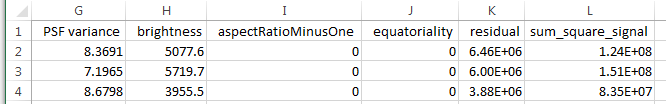 G H I J K L
1 PSF variance brightness aspectRatioMinusOne equatoriality residual sum_square_signal
2 8.3691 5077.6 0 0 6.46E+06 1.24E+08
3 7.1965 5719.7 0 0 6.00E+06 1.51E+08
4 8.6798 3955.5 0 0 3.88E+06 8.35E+07